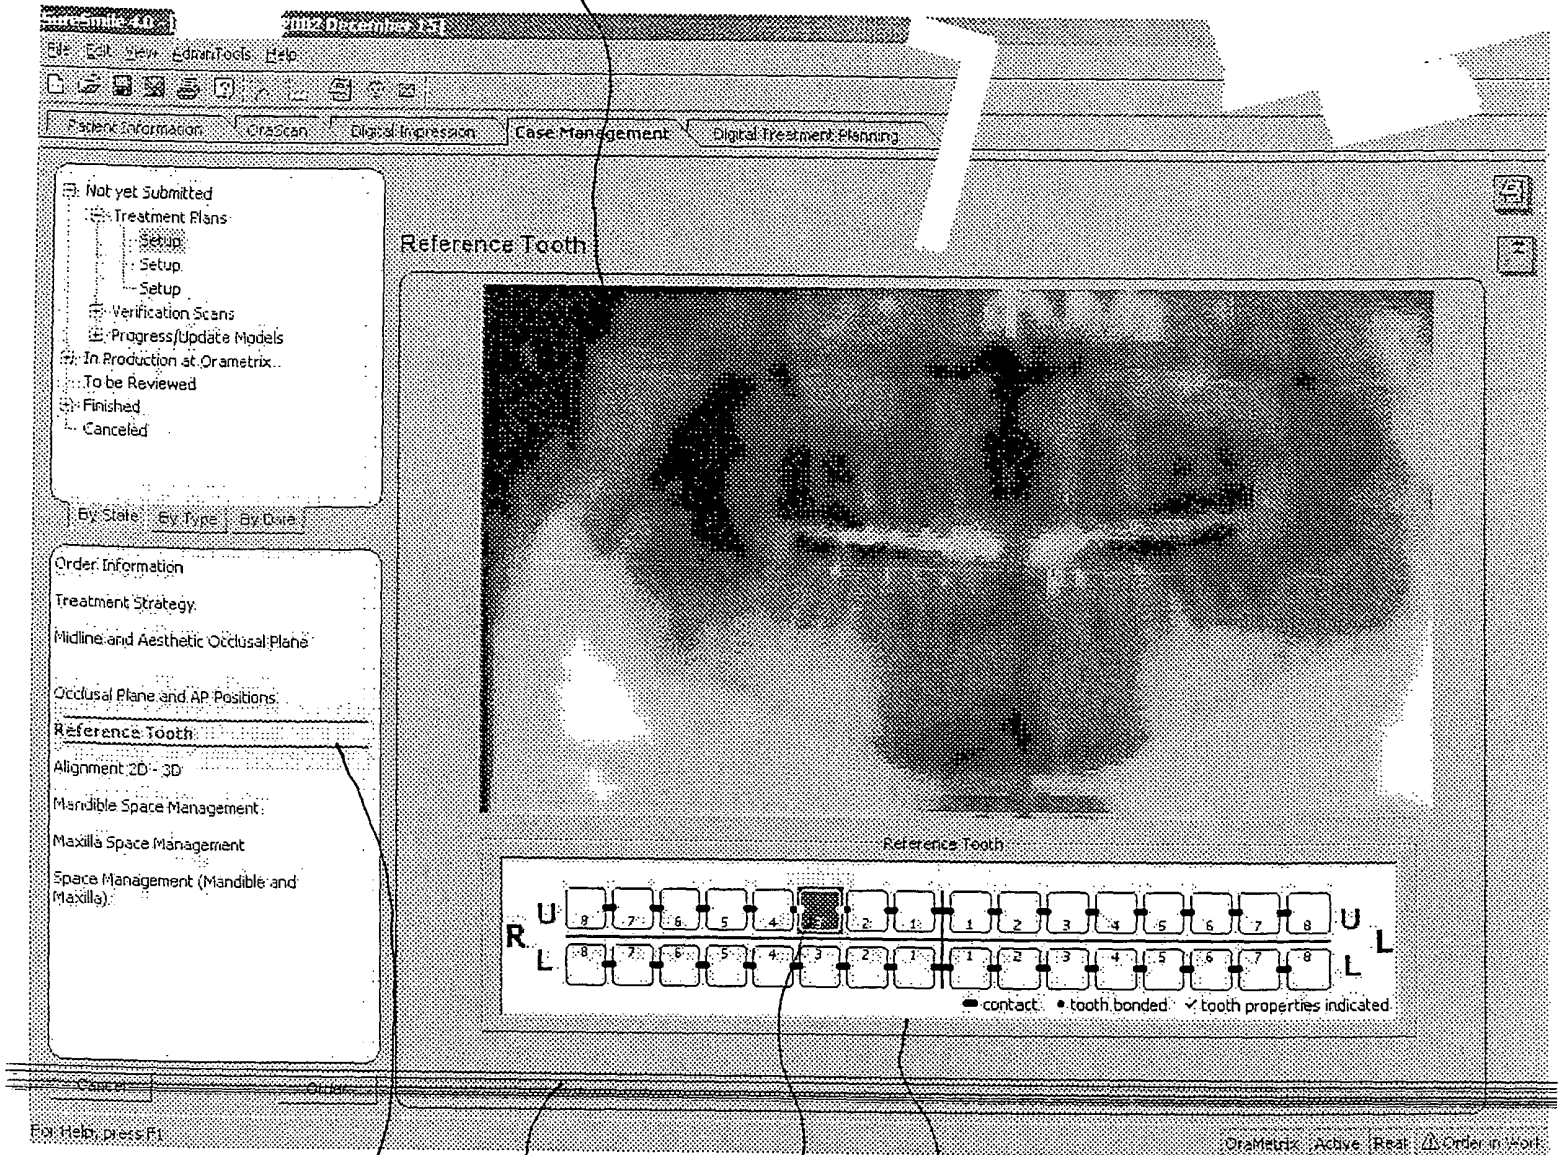 SureSmile 4.0 - [
2002 December 15]
File Edit View AdminTools Help
Patient Information OraScan Digital Impression Case Management Digital Treatment Planning
Not yet Submitted
Treatment Plans
Setup
Setup
Setup
Verification Scans
Progress/Update Models
In Production at Orametrix..
To be Reviewed
Finished
Canceled
By State By Type By Date
Order Information
Treatment Strategy
Midline and Aesthetic Occlusal Plane
Occlusal Plane and AP Positions
Reference Tooth
Alignment 2D - 3D
Mandible Space Management
Maxilla Space Management
Space Management (Mandible and
Maxilla)
Cancel Order
Reference Tooth
Reference Tooth
U 8 7 6 5 4 2 1 1 2 3 4 5 6 7 8 U
R L
L 8 7 6 5 4 3 2 1 1 2 3 4 5 6 7 8 L
contact • tooth bonded ✓ tooth properties indicated
For Help, press F1
OraMetrix Active Real Order in Work